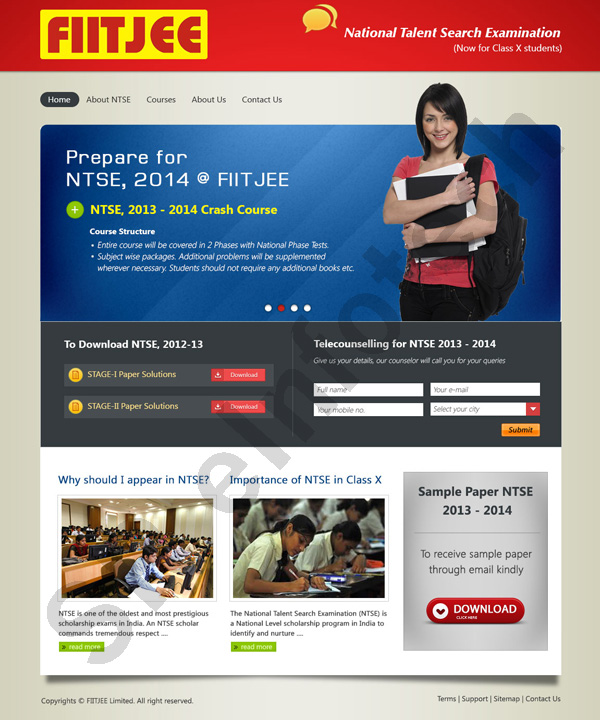 FIITJEE
National Talent Search Examination
(Now for Class X students)
Home About NTSE Courses About Us Contact Us
Prepare for
NTSE, 2014 @ FIITJEE
NTSE, 2013 - 2014 Crash Course
Course Structure
• Entire course will be covered in 2 Phases with National Phase Tests.
• Subject wise packages. Additional problems will be supplemented
wherever necessary. Students should not require any additional books etc.
To Download NTSE, 2012-13
STAGE-I Paper Solutions Download
STAGE-II Paper Solutions Download
Telecounselling for NTSE 2013 - 2014
Give us your details, our counselor will call you for your queries
Full name Your e-mail
Your mobile no. Select your city
Submit
Why should I appear in NTSE?
NTSE is one of the oldest and most prestigious
scholarship exams in India. An NTSE scholar
commands tremendous respect ....
» read more
Importance of NTSE in Class X
The National Talent Search Examination (NTSE) is
a National Level scholarship program in India to
identify and nurture ....
» read more
Sample Paper NTSE
2013 - 2014
To receive sample paper
through email kindly
DOWNLOAD
CLICK HERE
Copyrights © FIITJEE Limited. All right reserved.
Terms | Support | Sitemap | Contact Us